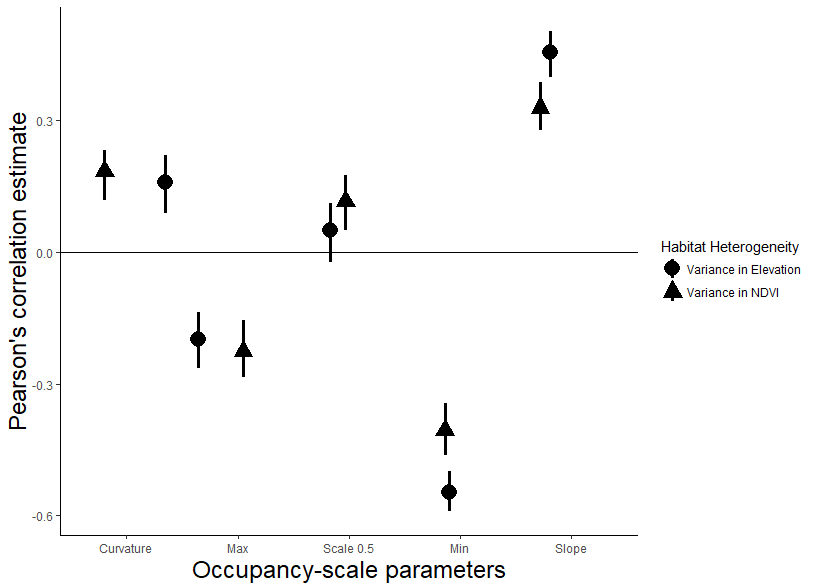 Pearson's correlation estimate
0.3
0.0
-0.3
-0.6
Curvature Max Scale 0.5 Min Slope
Occupancy-scale parameters
Habitat Heterogeneity
Variance in Elevation
Variance in NDVI